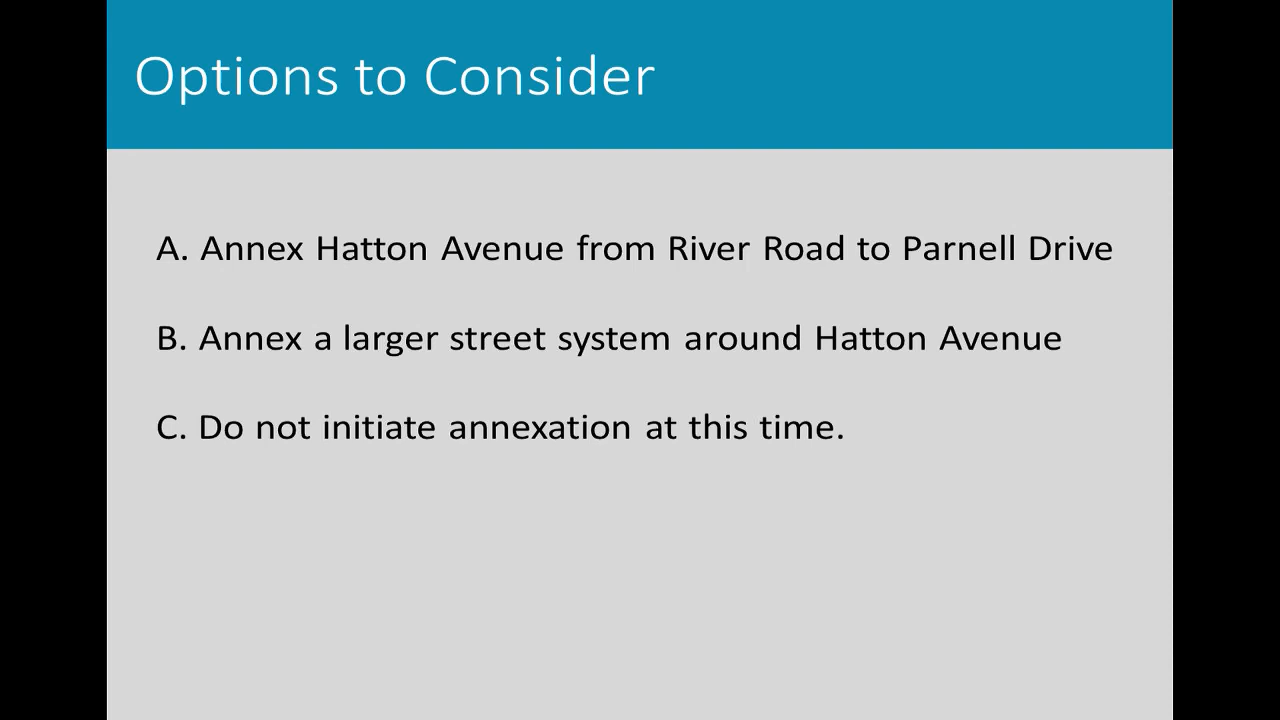 Options to Consider
A. Annex Hatton Avenue from River Road to Parnell Drive
B. Annex a larger street system around Hatton Avenue
C. Do not initiate annexation at this time.